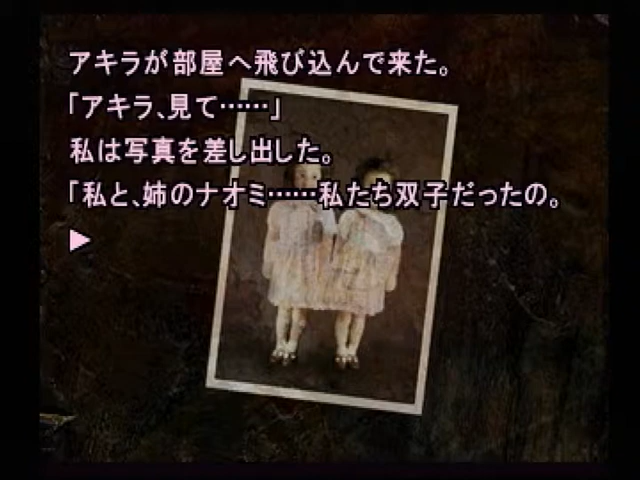 アキラが部屋へ飛び込んで来た。
「アキラ、見て……」
私は写真を差し出した。
「私と、姉のナオミ……私たち双子だったの。